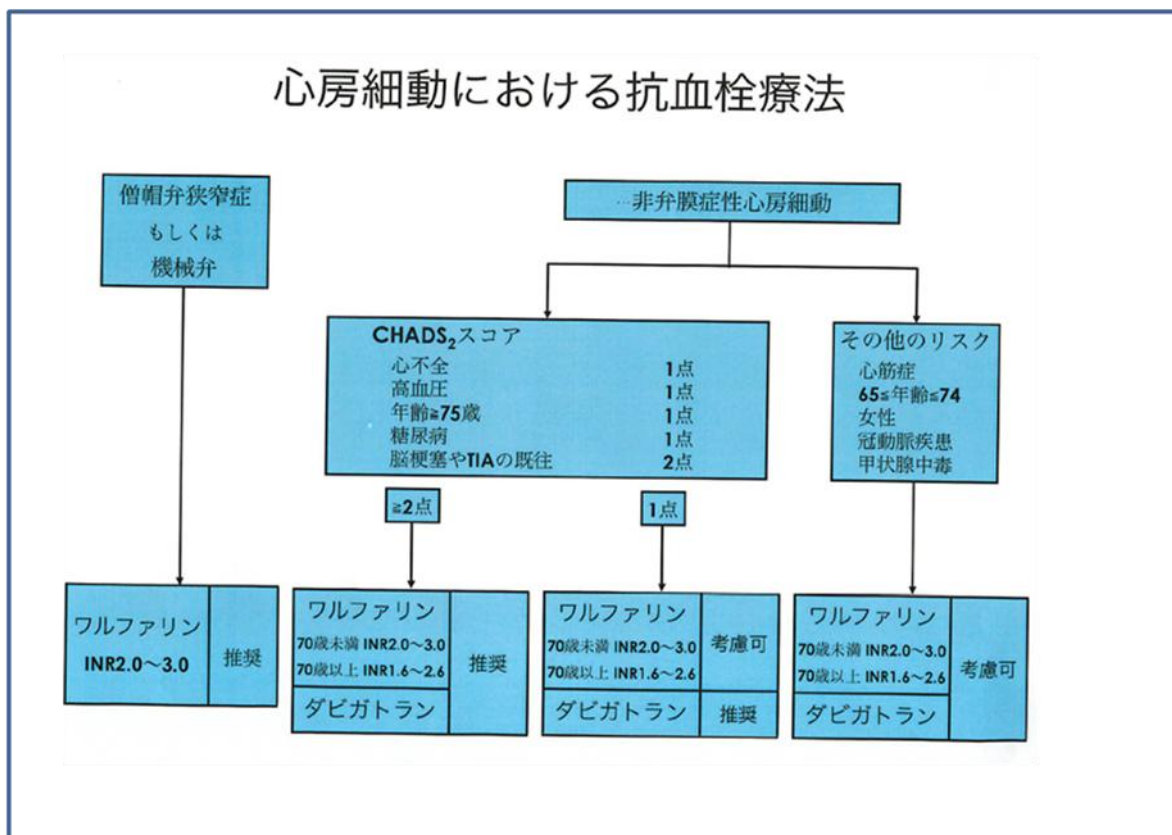 心房細動における抗血栓療法
僧帽弁狭窄症
もしくは
機械弁
非弁膜症性心房細動
CHADS₂スコア
心不全 1点
高血圧 1点
年齢≧75歳 1点
糖尿病 1点
脳梗塞やTIAの既往 2点
その他のリスク
心筋症
65≦年齢≦74
女性
冠動脈疾患
甲状腺中毒
≧2点
1点
ワルファリン
INR2.0〜3.0
推奨
ワルファリン
70歳未満 INR2.0〜3.0
70歳以上 INR1.6〜2.6
ダビガトラン
推奨
ワルファリン
70歳未満 INR2.0〜3.0
70歳以上 INR1.6〜2.6
考慮可
ダビガトラン
推奨
ワルファリン
70歳未満 INR2.0〜3.0
70歳以上 INR1.6〜2.6
ダビガトラン
考慮可